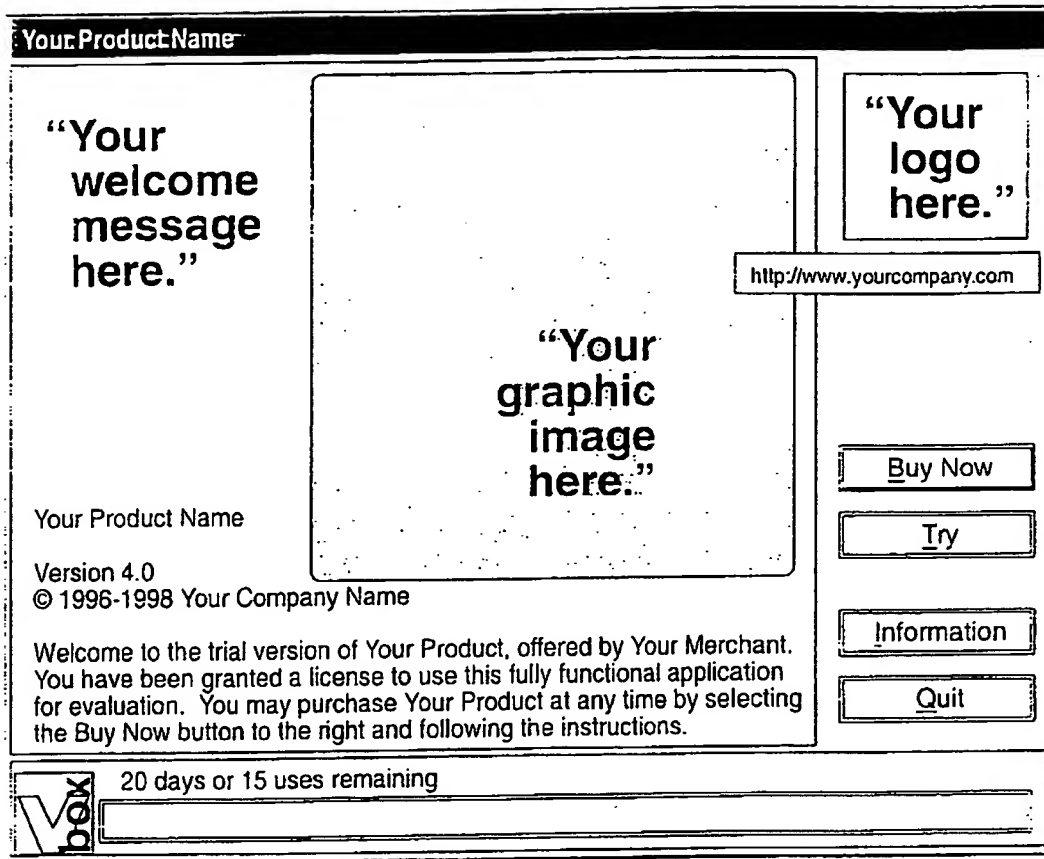 Your Product Name
“Your
welcome
message
here.”
“Your
graphic
image
here.”
“Your
logo
here.”
http://www.yourcompany.com
Buy Now
Try
Information
Quit
Your Product Name
Version 4.0
© 1996-1998 Your Company Name
Welcome to the trial version of Your Product, offered by Your Merchant.
You have been granted a license to use this fully functional application
for evaluation. You may purchase Your Product at any time by selecting
the Buy Now button to the right and following the instructions.
Vbox
20 days or 15 uses remaining